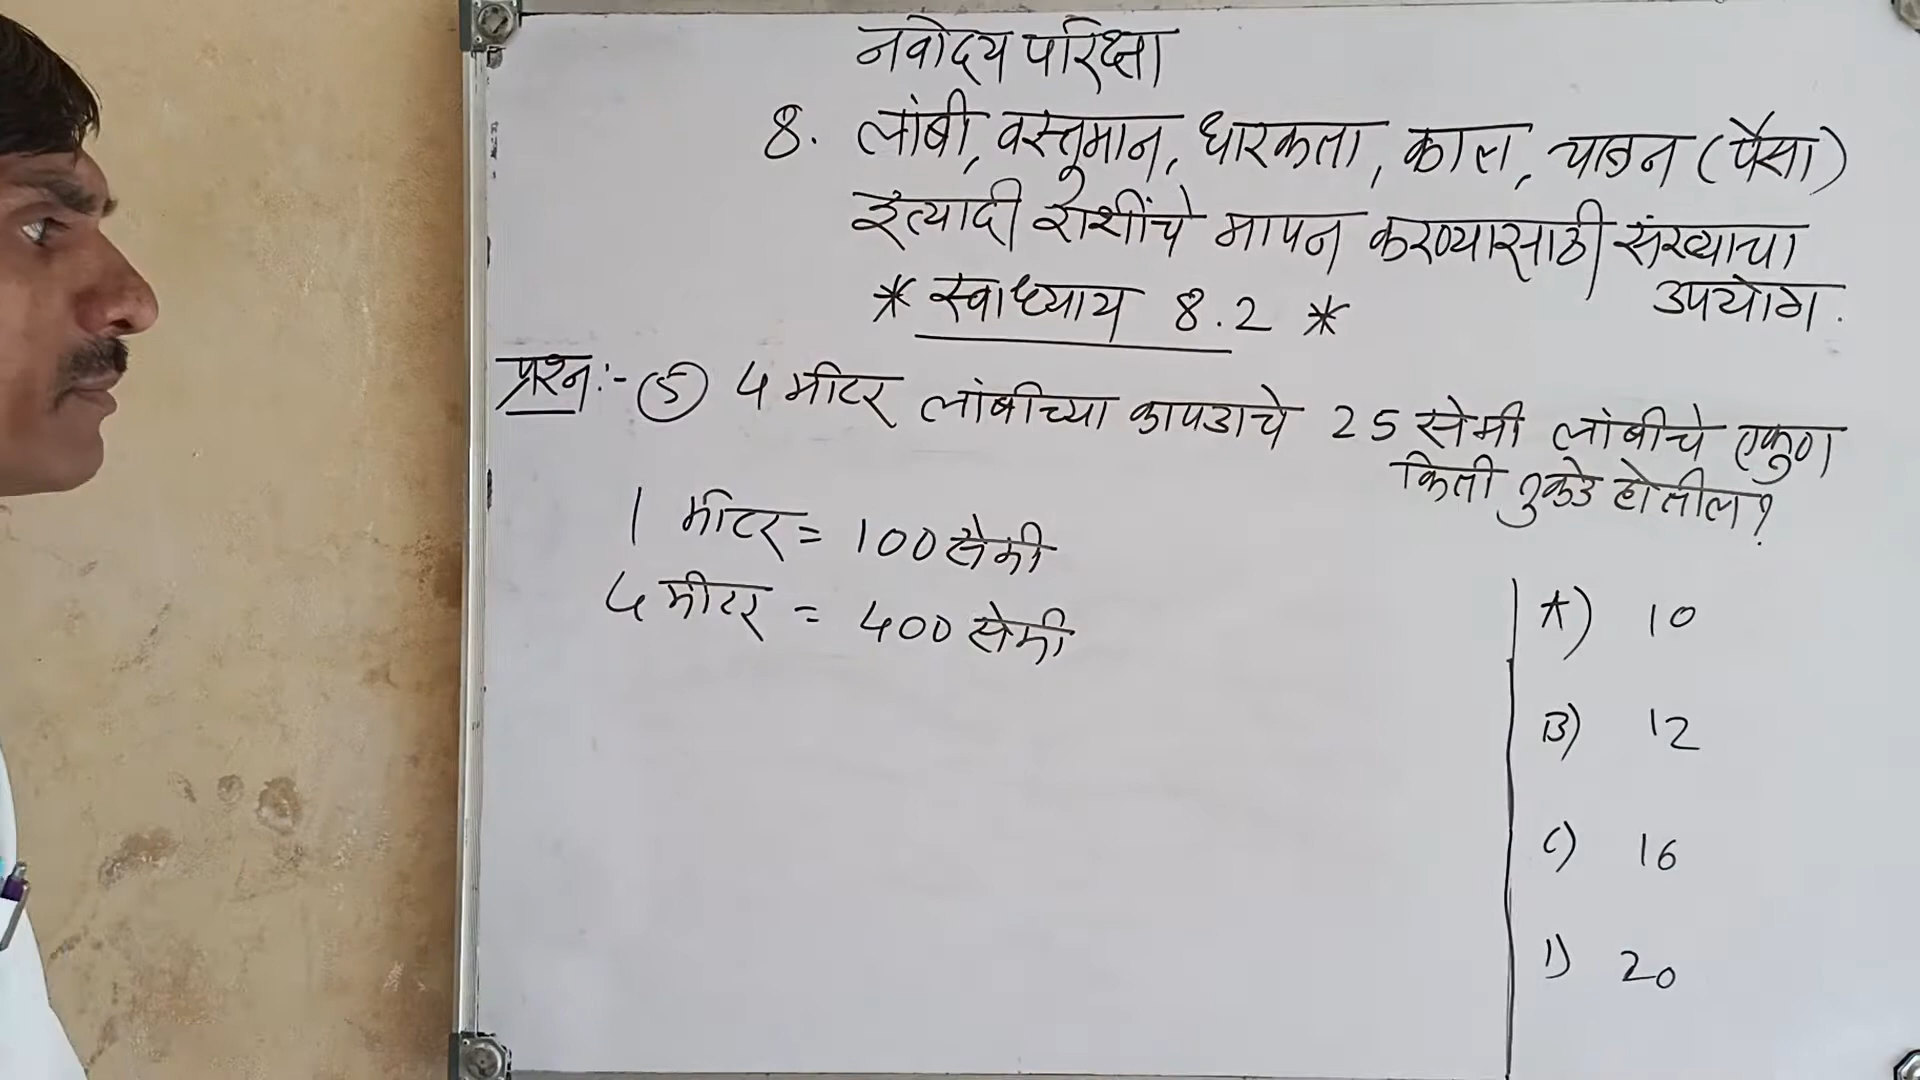 नवोदय परिक्षा
8. लांबी, वस्तूमान, धारकता, काल, चलन (पैसा)
इत्यादी राशींचे मापन करण्यासाठी संख्याचा
उपयोग.
* स्वाध्याय 8.2 *
प्रश्न:- (5) 4 मीटर लांबीच्या कापडाचे 25 सेमी लांबीचे एकुण
किती तुकडे होतील?
1 मीटर = 100 सेमी
4 मीटर = 400 सेमी
A) 10
B) 12
C) 16
D) 20